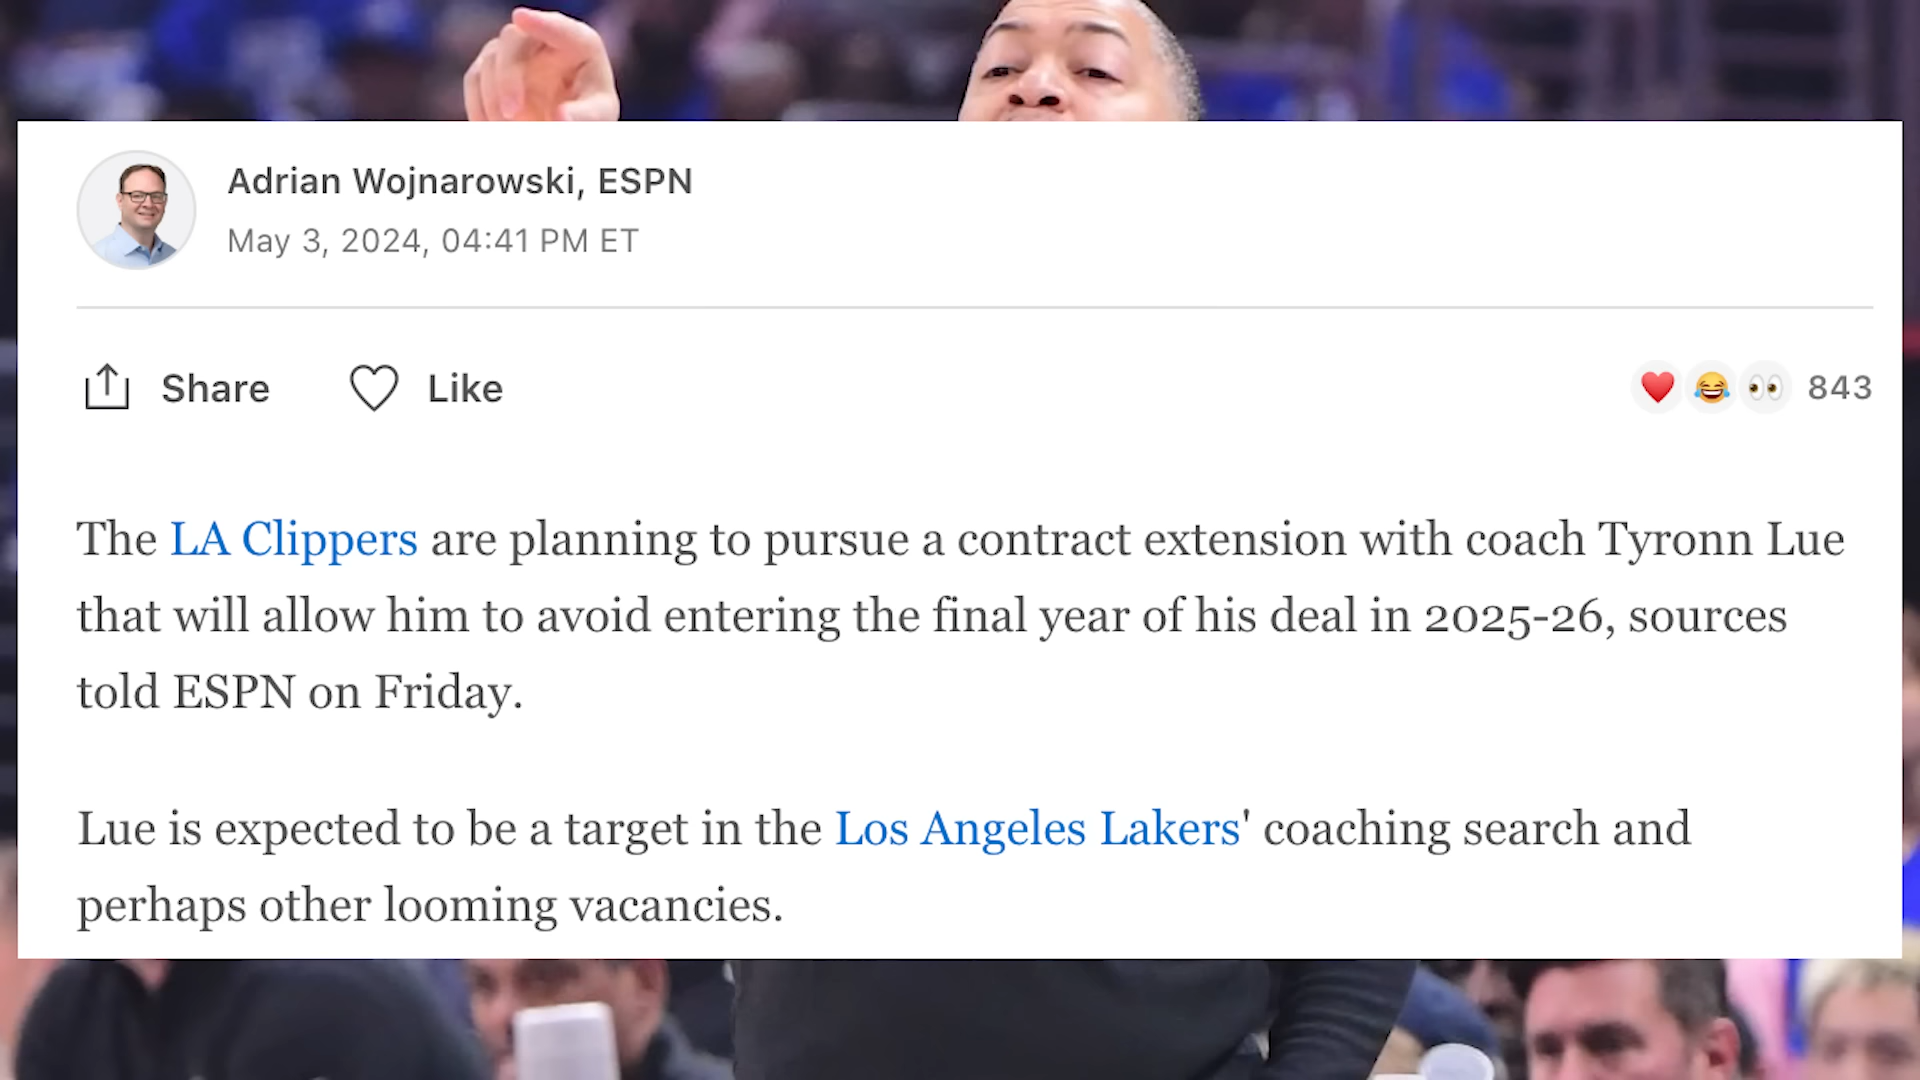 Adrian Wojnarowski, ESPN
May 3, 2024, 04:41 PM ET
Share Like 843
The LA Clippers are planning to pursue a contract extension with coach Tyronn Lue
that will allow him to avoid entering the final year of his deal in 2025-26, sources
told ESPN on Friday.
Lue is expected to be a target in the Los Angeles Lakers' coaching search and
perhaps other looming vacancies.